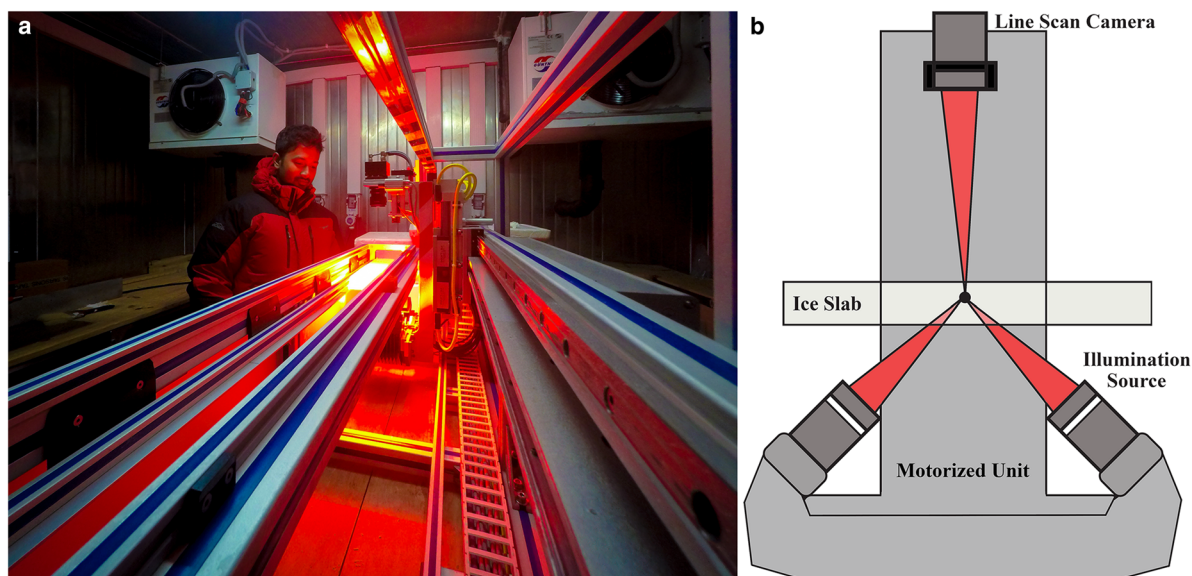 a
b
Line Scan Camera
Ice Slab
Illumination
Source
Motorized Unit